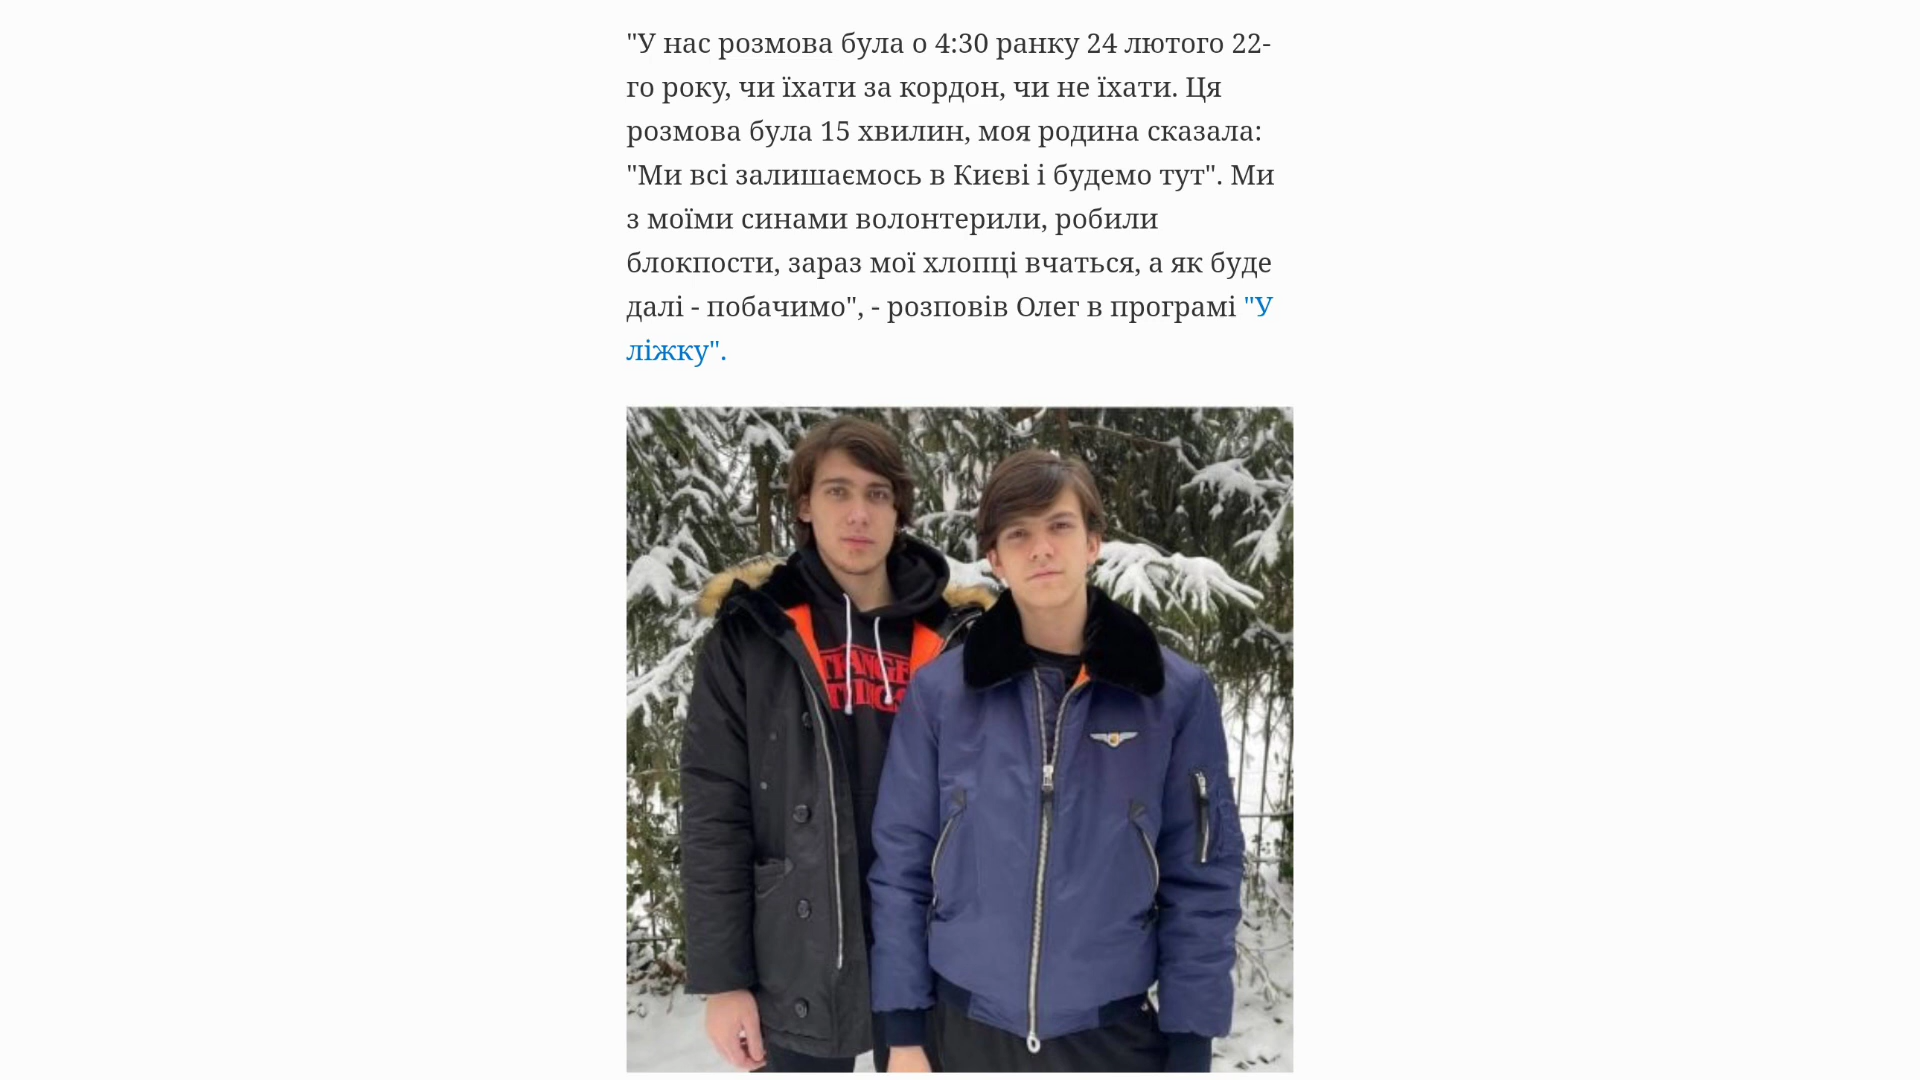 "У нас розмова була о 4:30 ранку 24 лютого 22-
го року, чи їхати за кордон, чи не їхати. Ця
розмова була 15 хвилин, моя родина сказала:
"Ми всі залишаємось в Києві і будемо тут". Ми
з моїми синами волонтерили, робили
блокпости, зараз мої хлопці вчаться, а як буде
далі - побачимо", - розповів Олег в програмі "У
ліжку".
TRANGE